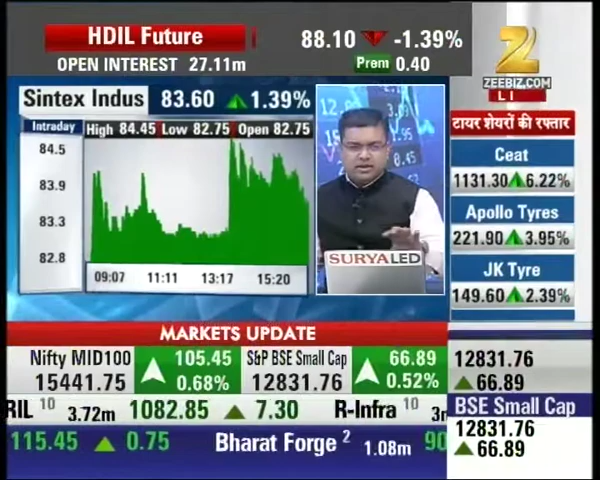 HDIL Future
88.10 -1.39%
OPEN INTEREST 27.11m
Prem 0.40
ZEEBIZ.COM
Sintex Indus 83.60 1.39%
Intraday High 84.45 Low 82.75 Open 82.75
84.5
83.9
83.3
82.8
09:07 11:11 13:17 15:20
SURYALED
टायर शेयरों की रफ्तार
Ceat
1131.30 6.22%
Apollo Tyres
221.90 3.95%
JK Tyre
149.60 2.39%
MARKETS UPDATE
Nifty MID100 105.45
15441.75 0.68%
S&P BSE Small Cap 66.89
12831.76 0.52%
12831.76
66.89
BSE Small Cap
12831.76
66.89
RIL 10 3.72m 1082.85 7.30 R-Infra 10
115.45 0.75 Bharat Forge 2 1.08m 90